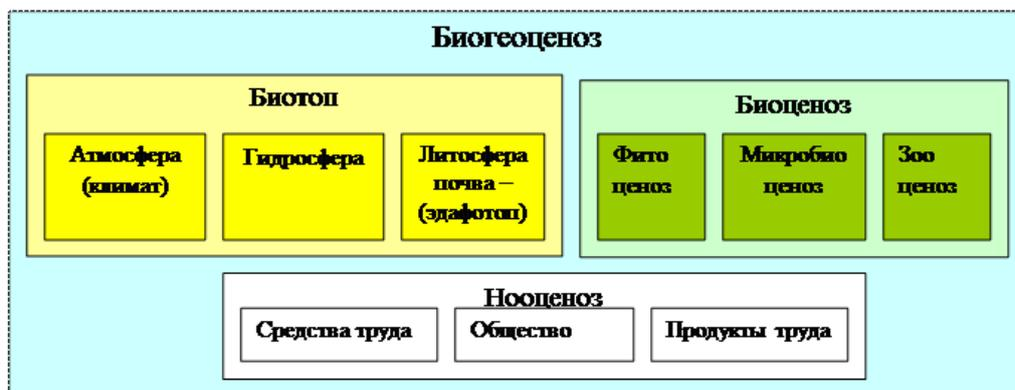 Биогеоценоз
Биотоп
Атмосфера
(климат)
Гидросфера
Литосфера
почва –
(эдафотоп)
Биоценоз
Фито
ценоз
Микробио
ценоз
Зоо
ценоз
Нооценоз
Средства труда
Общество
Продукты труда